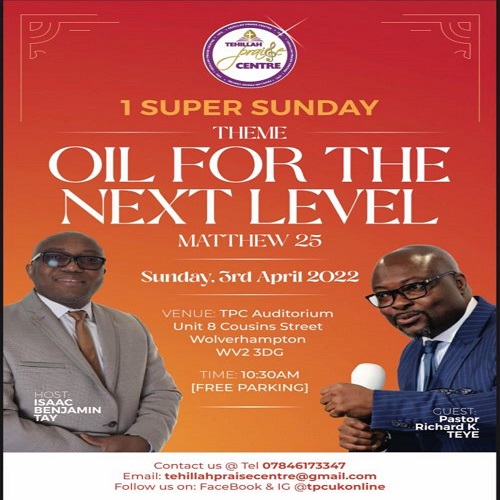 TEHILLAH
praise
CENTRE
1 SUPER SUNDAY
THEME
OIL FOR THE
NEXT LEVEL
MATTHEW 25
Sunday, 3rd April 2022
VENUE: TPC Auditorium
Unit 8 Cousins Street
Wolverhampton
WV2 3DG
TIME: 10:30AM
[FREE PARKING]
HOST:
ISAAC
BENJAMIN
TAY
GUEST:
Pastor
Richard K.
TEYE
Contact us @ Tel 07846173347
Email: tehillahpraisecentre@gmail.com
Follow us on: FaceBook & IG @tpcukonline